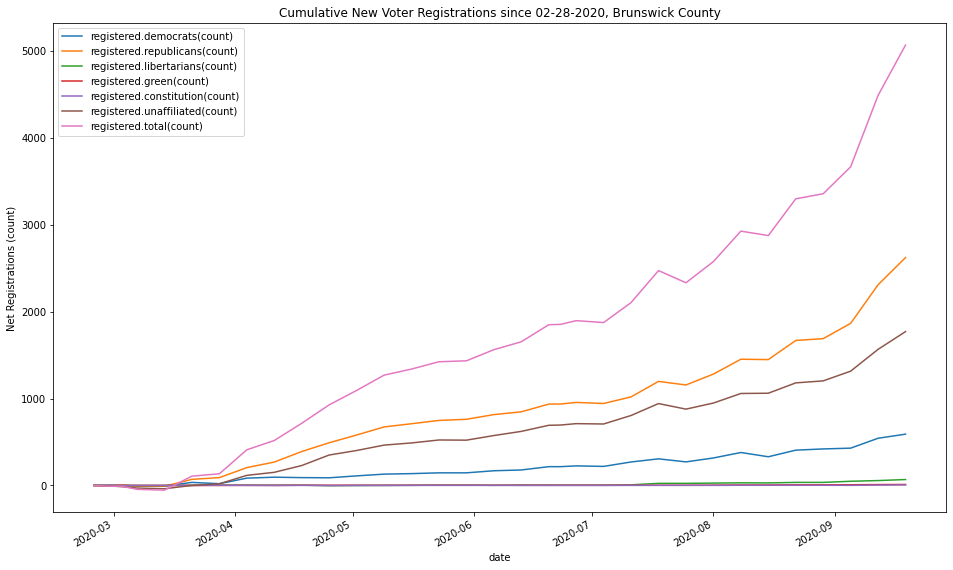 Cumulative New Voter Registrations since 02-28-2020, Brunswick County
registered.democrats(count)
registered.republicans(count)
registered.libertarians(count)
registered.green(count)
registered.constitution(count)
registered.unaffiliated(count)
registered.total(count)
Net Registrations (count)
5000
4000
3000
2000
1000
0
2020-03
2020-04
2020-05
2020-06
2020-07
2020-08
2020-09
date